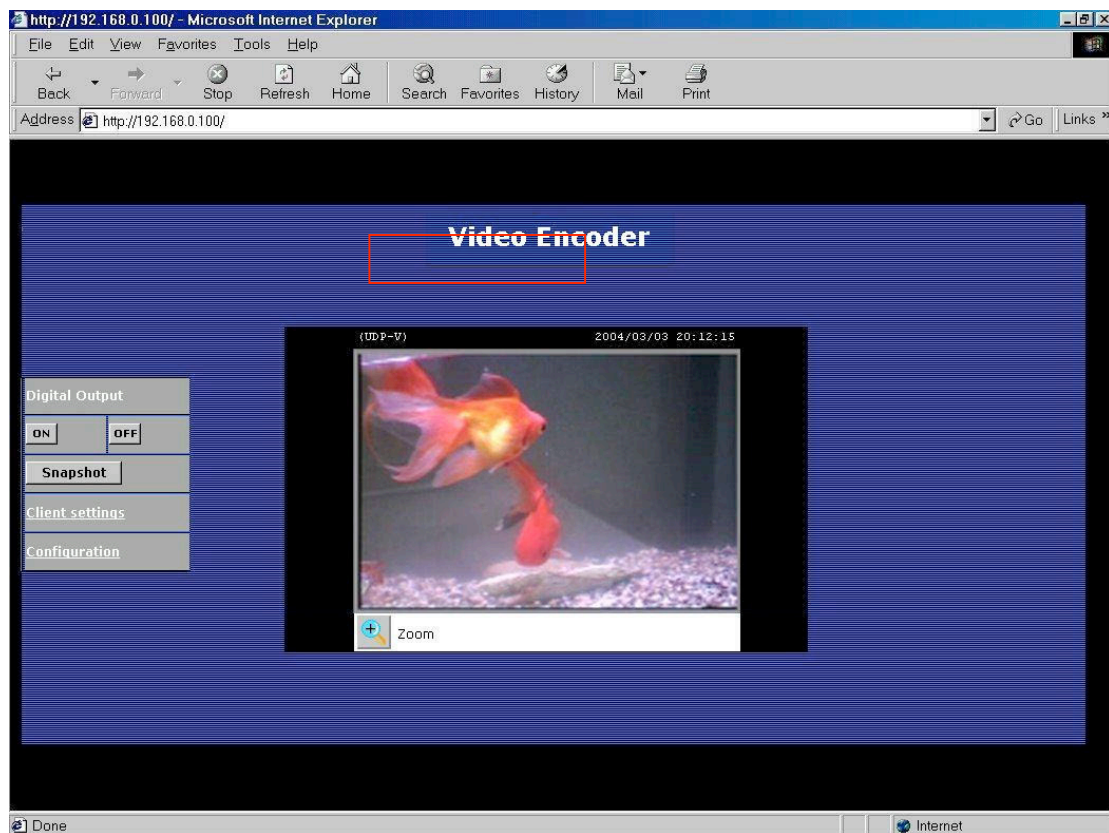 http://192.168.0.100/ - Microsoft Internet Explorer
File Edit View Favorites Tools Help
Back Forward Stop Refresh Home Search Favorites History Mail Print
Address http://192.168.0.100/ Go Links »
Video Encoder
(UDP-V) 2004/03/03 20:12:15
Digital Output
ON OFF
Snapshot
Client settings
Configuration
Zoom
Done Internet